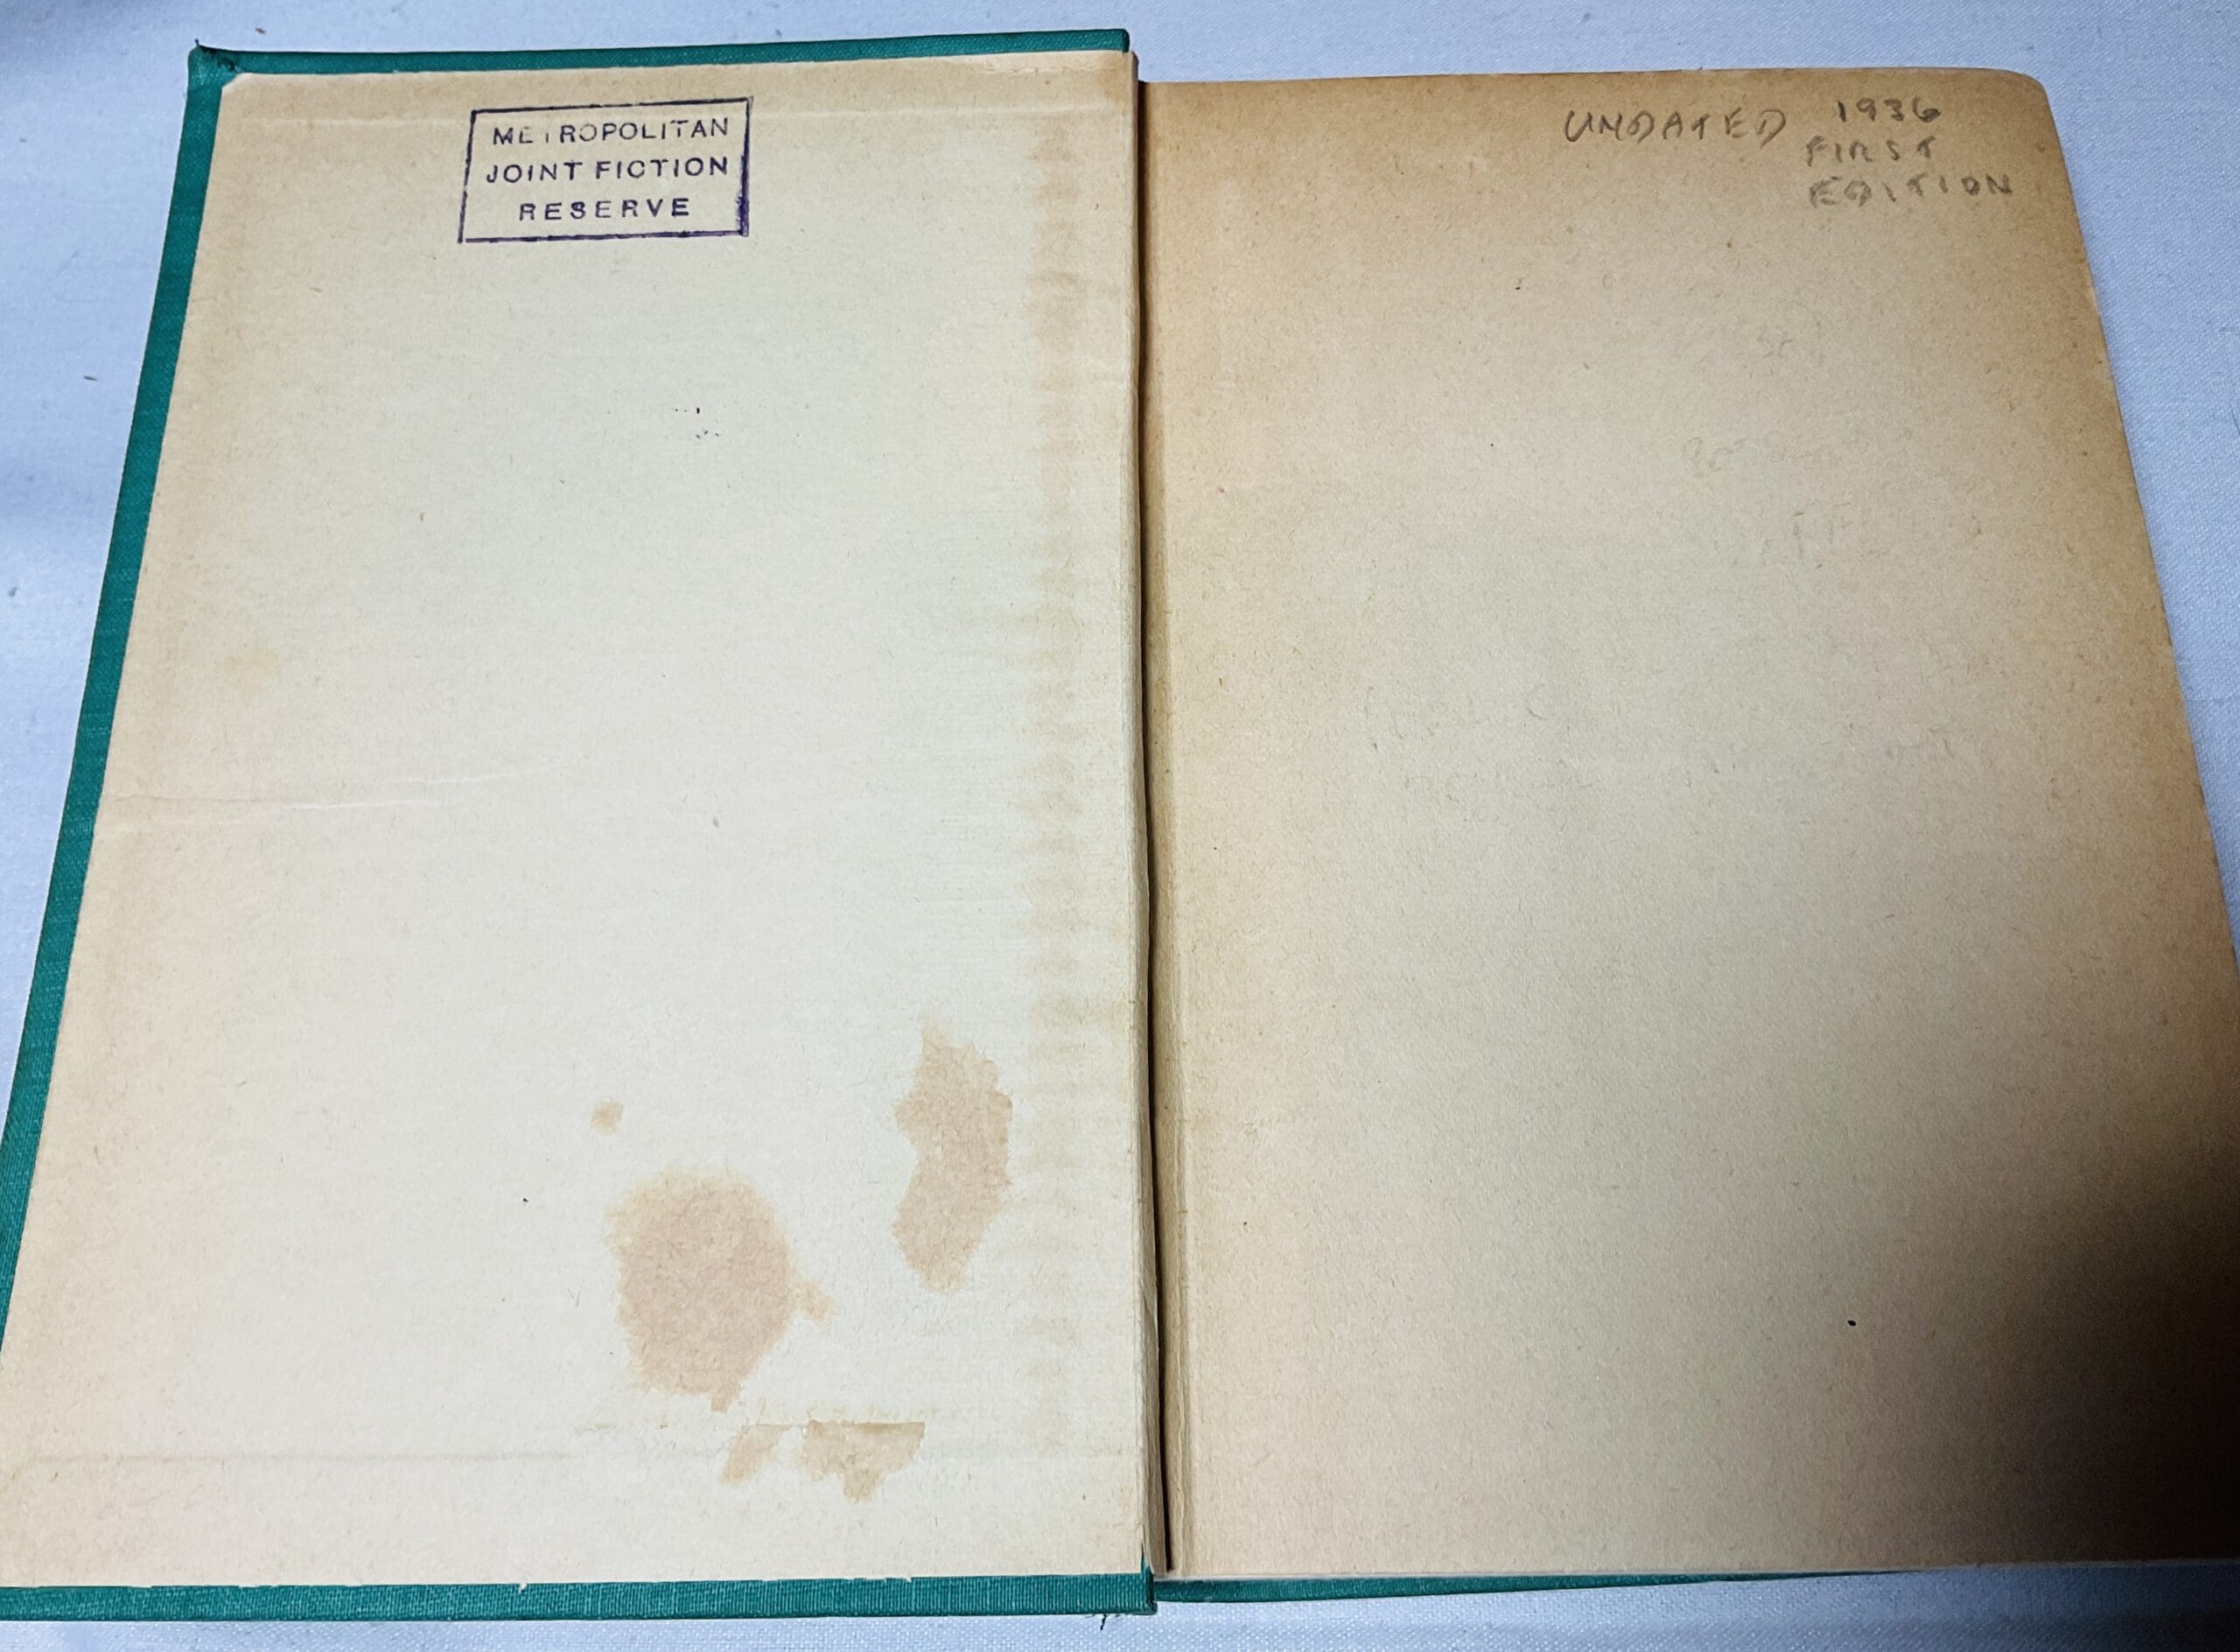 METROPOLITAN
JOINT FICTION
RESERVE
UNDATED 1936
FIRST
EDITION